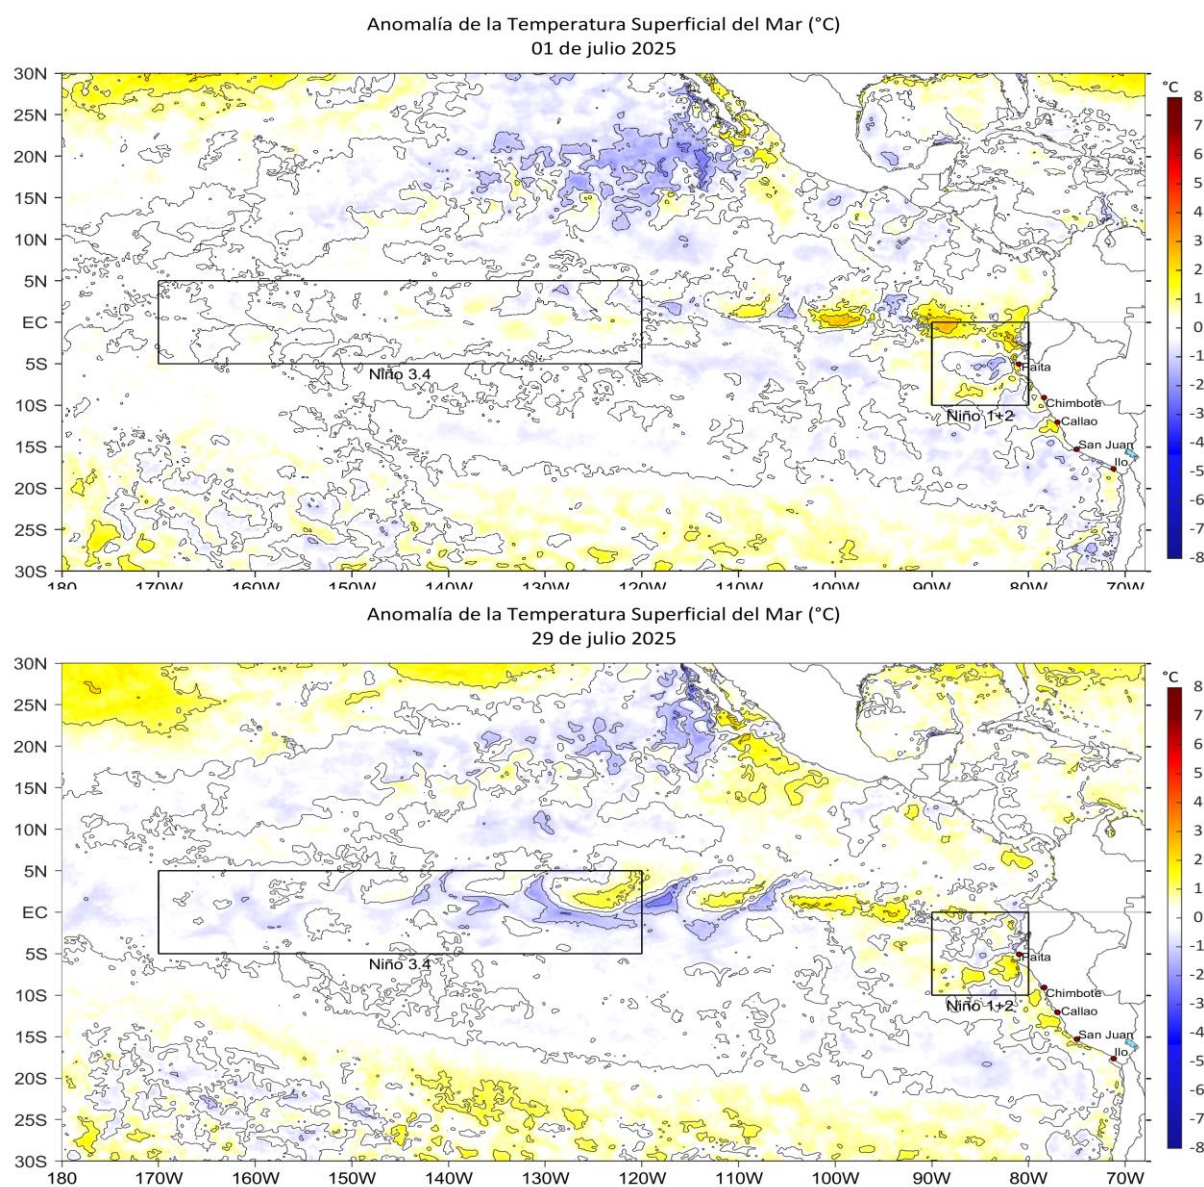 Anomalía de la Temperatura Superficial del Mar (°C)
01 de julio 2025
30N
25N
20N
15N
10N
5N
EC
5S
10S
15S
20S
25S
30S
180
170W
160W
150W
140W
130W
120W
110W
100W
90W
80W
70W
Niño 3.4
Niño 1+2
Paita
Chimbote
Callao
San Juan
Ilo
°C
8
7
6
5
4
3
2
1
0
-1
-2
-3
-4
-5
-6
-7
-8
Anomalía de la Temperatura Superficial del Mar (°C)
29 de julio 2025
30N
25N
20N
15N
10N
5N
EC
5S
10S
15S
20S
25S
30S
180
170W
160W
150W
140W
130W
120W
110W
100W
90W
80W
70W
Niño 3.4
Niño 1+2
Paita
Chimbote
Callao
San Juan
Ilo
°C
8
7
6
5
4
3
2
1
0
-1
-2
-3
-4
-5
-6
-7
-8